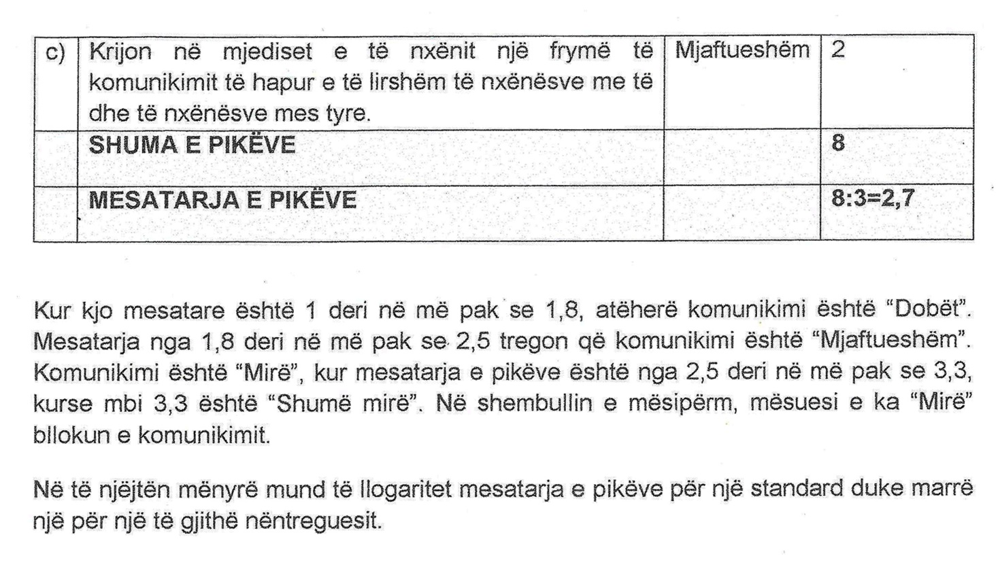 c) Krijon në mjediset e të nxënit një frymë të Mjaftueshëm 2
komunikimit të hapur e të lirshëm të nxënësve me të
dhe të nxënësve mes tyre.
SHUMA E PIKËVE 8
MESATARJA E PIKËVE 8:3=2,7
Kur kjo mesatare është 1 deri në më pak se 1,8, atëherë komunikimi është “Dobët”.
Mesatarja nga 1,8 deri në më pak se 2,5 tregon që komunikimi është “Mjaftueshëm”.
Komunikimi është “Mirë”, kur mesatarja e pikëve është nga 2,5 deri në më pak se 3,3,
kurse mbi 3,3 është “Shumë mirë”. Në shembullin e mësipërm, mësuesi e ka “Mirë”
bllokun e komunikimit.
Në të njëjtën mënyrë mund të llogaritet mesatarja e pikëve për një standard duke marrë
një për një të gjithë nëntreguesit.